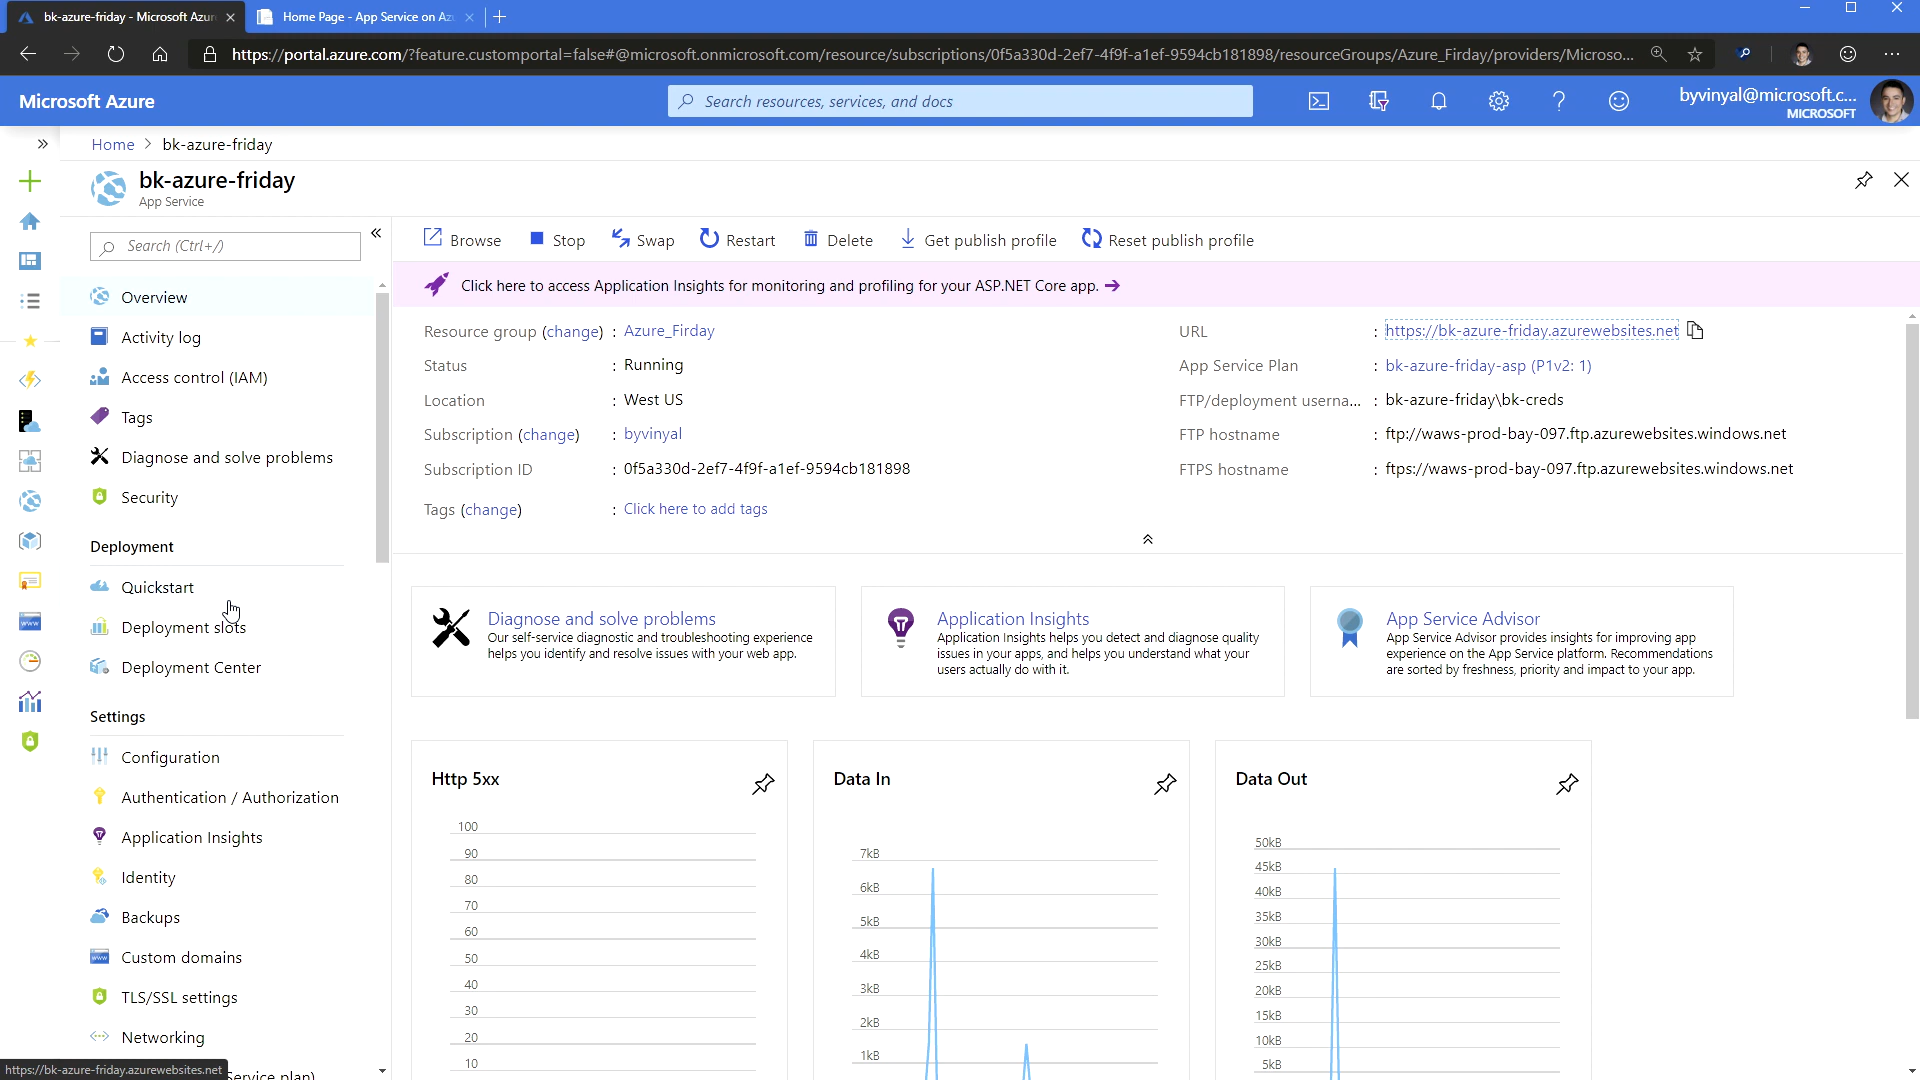 bk-azure-friday - Microsoft Azur
Home Page - App Service on Az
https://portal.azure.com/?feature.customportal=false#@microsoft.onmicrosoft.com/resource/subscriptions/0f5a330d-2ef7-4f9f-a1ef-9594cb181898/resourceGroups/Azure_Firday/providers/Microso...
Microsoft Azure
Search resources, services, and docs
byvinyal@microsoft.c...
MICROSOFT
Home > bk-azure-friday
bk-azure-friday
App Service
Search (Ctrl+/)
Browse
Stop
Swap
Restart
Delete
Get publish profile
Reset publish profile
Click here to access Application Insights for monitoring and profiling for your ASP.NET Core app.
Overview
Activity log
Access control (IAM)
Tags
Diagnose and solve problems
Security
Deployment
Quickstart
Deployment slots
Deployment Center
Settings
Configuration
Authentication / Authorization
Application Insights
Identity
Backups
Custom domains
TLS/SSL settings
Networking
Service plan)
https://bk-azure-friday.azurewebsites.net
Resource group (change) : Azure_Firday
Status : Running
Location : West US
Subscription (change) : byvinyal
Subscription ID : 0f5a330d-2ef7-4f9f-a1ef-9594cb181898
Tags (change) : Click here to add tags
URL : https://bk-azure-friday.azurewebsites.net
App Service Plan : bk-azure-friday-asp (P1v2: 1)
FTP/deployment userna... : bk-azure-friday\bk-creds
FTP hostname : ftp://waws-prod-bay-097.ftp.azurewebsites.windows.net
FTPS hostname : ftps://waws-prod-bay-097.ftp.azurewebsites.windows.net
Diagnose and solve problems
Our self-service diagnostic and troubleshooting experience
helps you identify and resolve issues with your web app.
Application Insights
Application Insights helps you detect and diagnose quality
issues in your apps, and helps you understand what your
users actually do with it.
App Service Advisor
App Service Advisor provides insights for improving app
experience on the App Service platform. Recommendations
are sorted by freshness, priority and impact to your app.
Http 5xx
100
90
80
70
60
50
40
30
20
10
Data In
7kB
6kB
5kB
4kB
3kB
2kB
1kB
Data Out
50kB
45kB
40kB
35kB
30kB
25kB
20kB
15kB
10kB
5kB